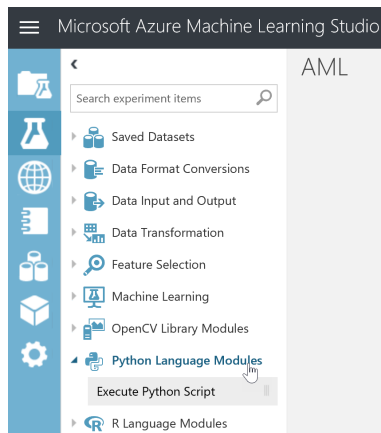 Microsoft Azure Machine Learning Studio
AML
Search experiment items
Saved Datasets
Data Format Conversions
Data Input and Output
Data Transformation
Feature Selection
Machine Learning
OpenCV Library Modules
Python Language Modules
Execute Python Script
R Language Modules